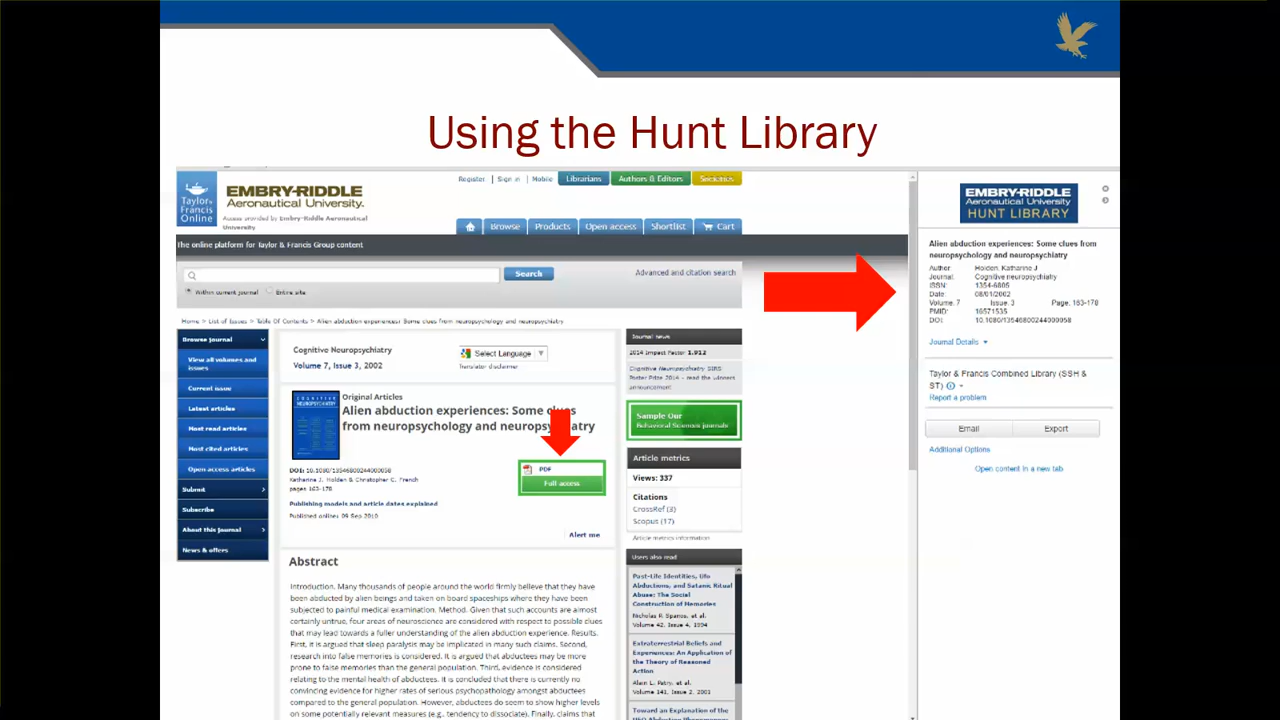 Using the Hunt Library
Taylor & Francis Online
EMBRY-RIDDLE
Aeronautical University.
Access provided by Embry-Riddle Aeronautical
University
Register | Sign in | Mobile
Librarians
Authors & Editors
Societies
Browse
Products
Open access
Shortlist
Cart
The online platform for Taylor & Francis Group content
Search
Advanced and citation search
Within current journal
Entire site
Home > List of Issues > Table Of Contents > Alien abduction experiences: Some clues from neuropsychology and neuropsychiatry
Browse journal
View all volumes and
issues
Current issue
Latest articles
Most read articles
Most cited articles
Open access articles
Submit
Subscribe
About this journal
News & offers
Cognitive Neuropsychiatry
Volume 7, Issue 3, 2002
Select Language
Translator disclaimer
COGNITIVE
NEUROPSYCHIATRY
Original Articles
Alien abduction experiences: Some clues
from neuropsychology and neuropsychiatry
PDF
Full access
DOI: 10.1080/13546800244000058
Katharine J. Holden & Christopher C. French
pages 163-178
Publishing models and article dates explained
Published online: 09 Sep 2010
Alert me
Abstract
Introduction. Many thousands of people around the world firmly believe that they have
been abducted by alien beings and taken on board spaceships where they have been
subjected to painful medical examination. Method. Given that such accounts are almost
certainly untrue, four areas of neuroscience are considered with respect to possible clues
that may lead towards a fuller understanding of the alien abduction experience. Results.
First, it is argued that sleep paralysis may be implicated in many such claims. Second,
research into false memories is considered. It is argued that abductees may be more
prone to false memories than the general population. Third, evidence is considered
relating to the mental health of abductees. It is concluded that there is currently no
convincing evidence for higher rates of serious psychopathology amongst abductees
compared to the general population. However, abductees do seem to show higher levels
on some potentially relevant measures (e.g., tendency to dissociate). Finally, claims that
Journal news
2014 Impact Factor 1.912
Cognitive Neuropsychiatry SIRS
Poster Prize 2014 - read the winners
announcement
Sample Our
Behavioral Sciences journals
Article metrics
Views: 337
Citations
CrossRef (3)
Scopus (17)
Article metrics information
Users also read
Past-Life Identities, Ufo
Abductions, and Satanic Ritual
Abuse: The Social
Construction of Memories
Nicholas P. Spanos, et al.
Volume 42, Issue 4, 1994
Extraterrestrial Beliefs and
Experiences: An Application of
the Theory of Reasoned
Action
Alain L. Patry, et al.
Volume 141, Issue 2, 2001
Toward an Explanation of the
EMBRY-RIDDLE
Aeronautical University
HUNT LIBRARY
Alien abduction experiences: Some clues from
neuropsychology and neuropsychiatry
Author: Holden, Katharine J
Journal: Cognitive neuropsychiatry
ISSN: 1354-6805
Date: 08/01/2002
Volume. 7 Issue. 3 Page. 163-178
PMID: 16571535
DOI: 10.1080/13546800244000058
Journal Details
Taylor & Francis Combined Library (SSH &
ST)
Report a problem
Email
Export
Additional Options
Open content in a new tab